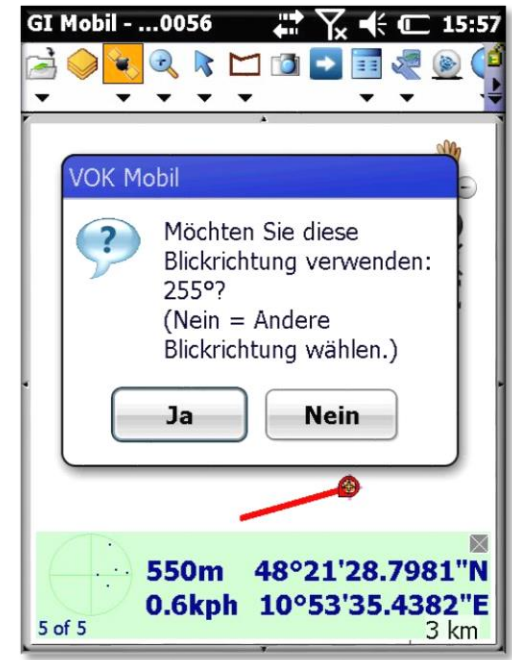 GI Mobil - ...0056 15:57
VOK Mobil
Möchten Sie diese
Blickrichtung verwenden:
255º?
(Nein = Andere
Blickrichtung wählen.)
Ja Nein
550m 48°21'28.7981"N
0.6kph 10°53'35.4382"E
5 of 5 3 km